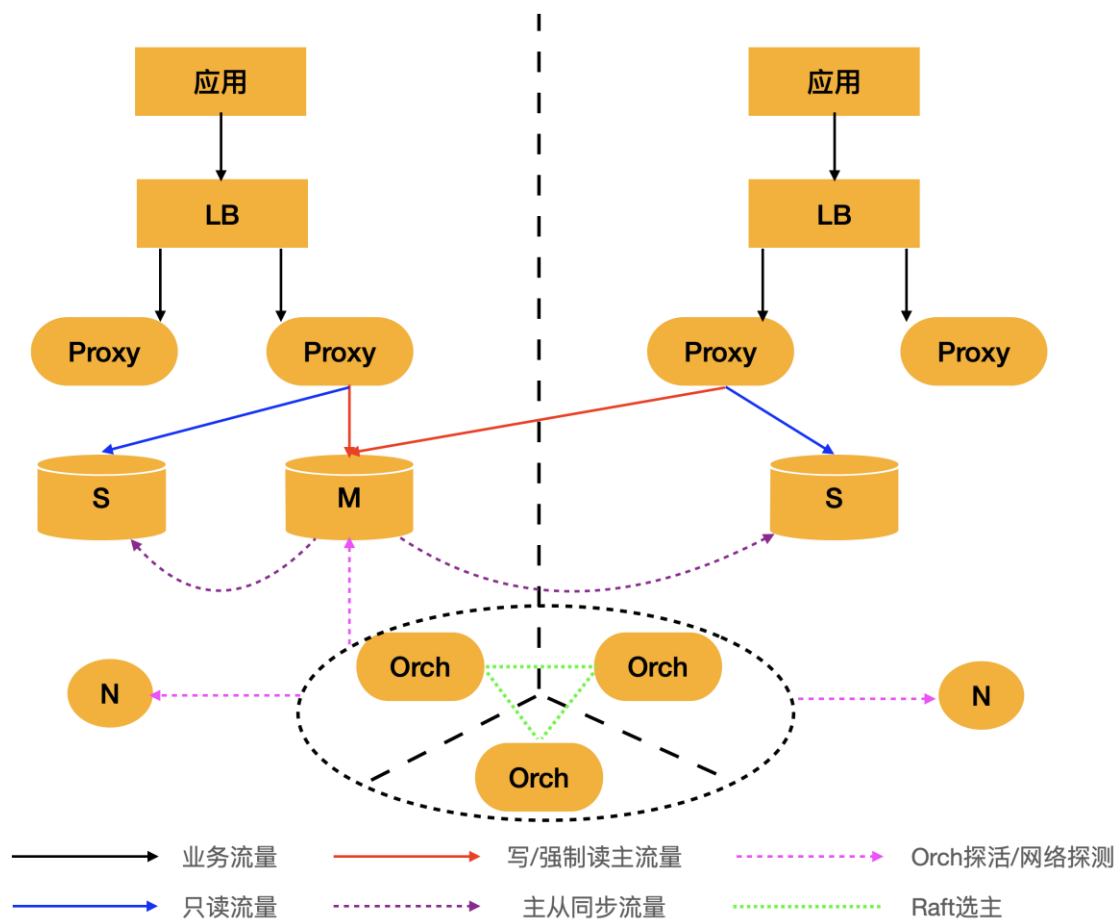 应用
应用
LB
LB
Proxy
Proxy
Proxy
Proxy
S
M
S
Orch
Orch
N
N
Orch
业务流量
写/强制读主流量
Orch探活/网络探测
只读流量
主从同步流量
Raft选主